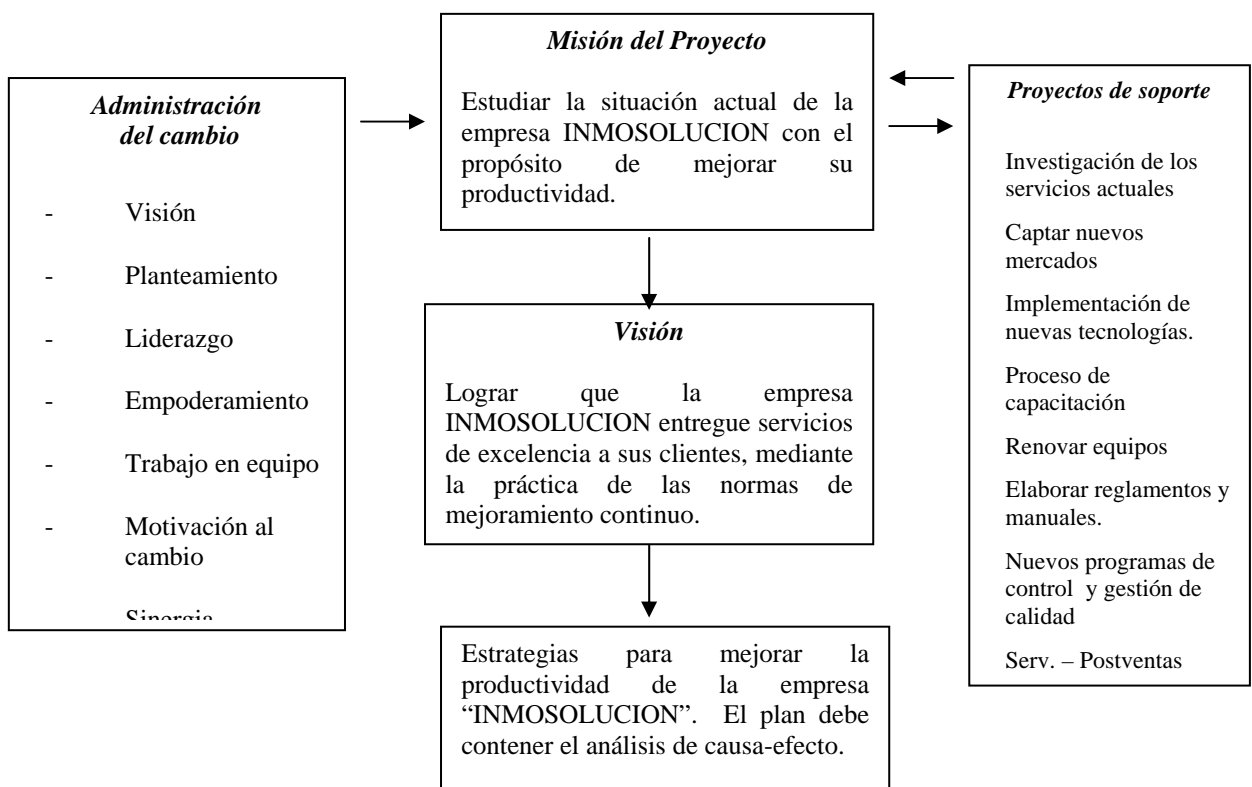 Administración
del cambio
- Visión
- Planteamiento
- Liderazgo
- Empoderamiento
- Trabajo en equipo
- Motivación al
cambio
Sinergia
Misión del Proyecto
Estudiar la situación actual de la
empresa INMOSOLUCION con el
propósito de mejorar su
productividad.
Visión
Lograr que la empresa
INMOSOLUCION entregue servicios
de excelencia a sus clientes, mediante
la práctica de las normas de
mejoramiento continuo.
Estrategias para mejorar la
productividad de la empresa
“INMOSOLUCION”. El plan debe
contener el análisis de causa-efecto.
Proyectos de soporte
Investigación de los
servicios actuales
Captar nuevos
mercados
Implementación de
nuevas tecnologías.
Proceso de
capacitación
Renovar equipos
Elaborar reglamentos y
manuales.
Nuevos programas de
control y gestión de
calidad
Serv. – Postventas